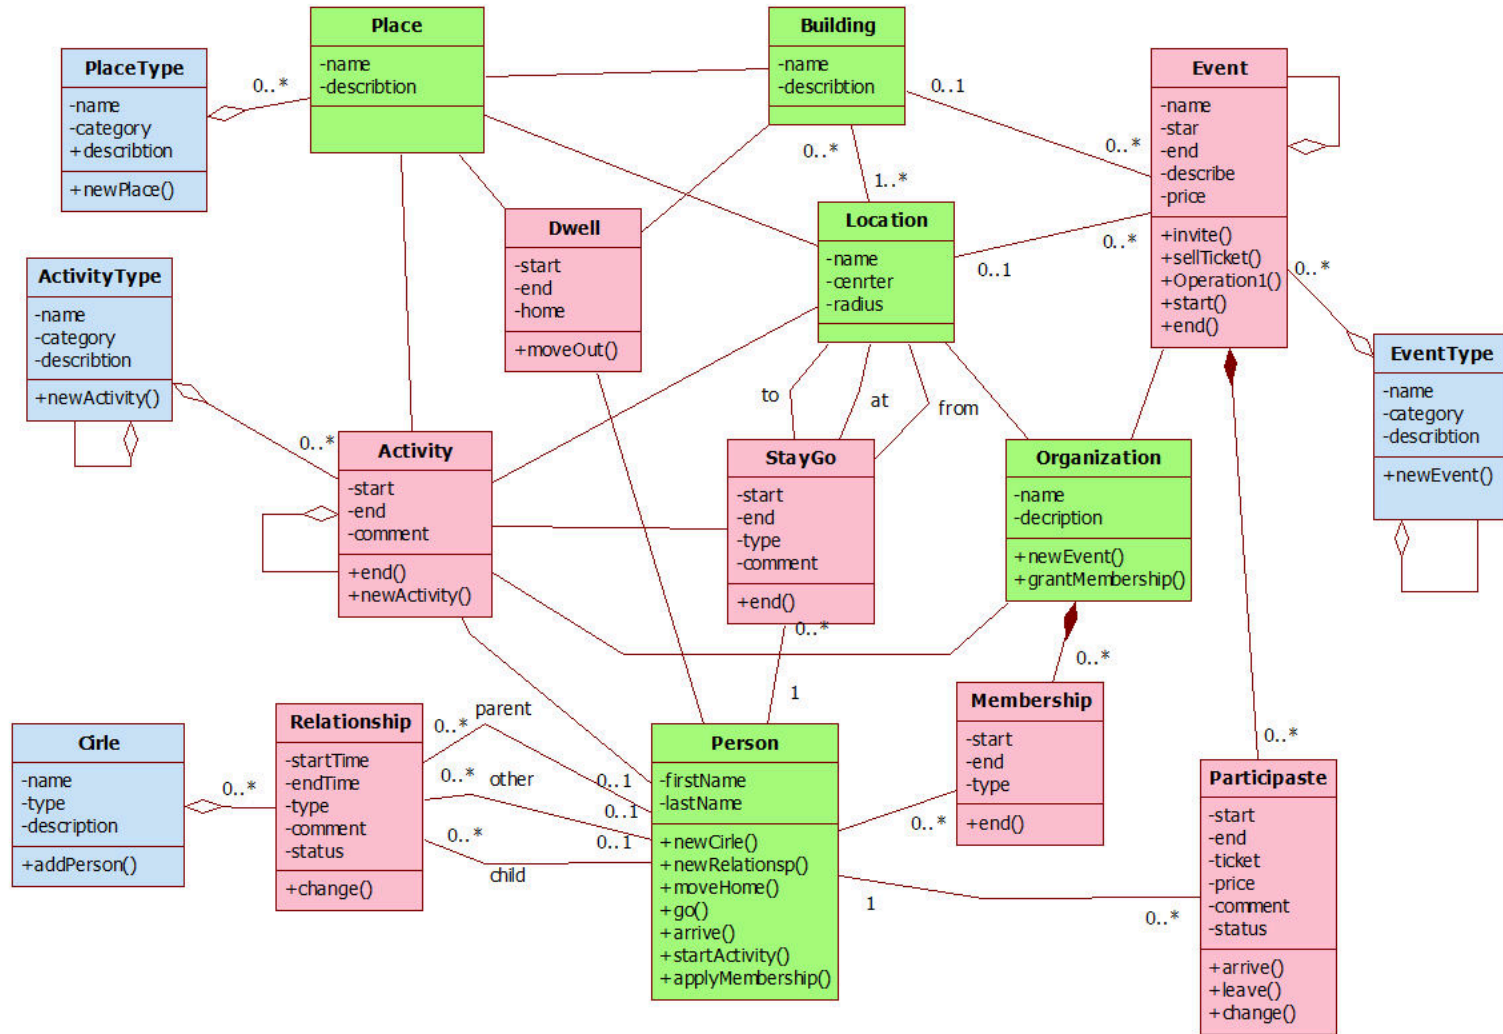 Place
-name
-describtion
Building
-name
-describtion
PlaceType
-name
-category
+describtion
+newPlace()
0..*
Event
-name
-star
-end
-describe
-price
+invite()
+sellTicket()
+Operation1()
+start()
+end()
0..1
0..*
0..*
1..*
Dwell
-start
-end
-home
+moveOut()
Location
-name
-cenrter
-radius
0..1
0..*
0..*
ActivityType
-name
-category
-describtion
+newActivity()
0..*
EventType
-name
-category
-describtion
+newEvent()
to
at
from
Activity
-start
-end
-comment
+end()
+newActivity()
StayGo
-start
-end
-type
-comment
+end()
Organization
-name
-decription
+newEvent()
+grantMembership()
0..*
1
0..*
Membership
-start
-end
-type
+end()
0..*
Cirle
-name
-type
-description
+addPerson()
0..*
Relationship
-startTime
-endTime
-type
-comment
-status
+change()
parent
0..*
0..1
other
0..*
0..1
child
0..*
0..1
Person
-firstName
-lastName
+newCirle()
+newRelationsp()
+moveHome()
+go()
+arrive()
+startActivity()
+applyMembership()
1
0..*
0..*
Participaste
-start
-end
-ticket
-price
-comment
-status
+arrive()
+leave()
+change()